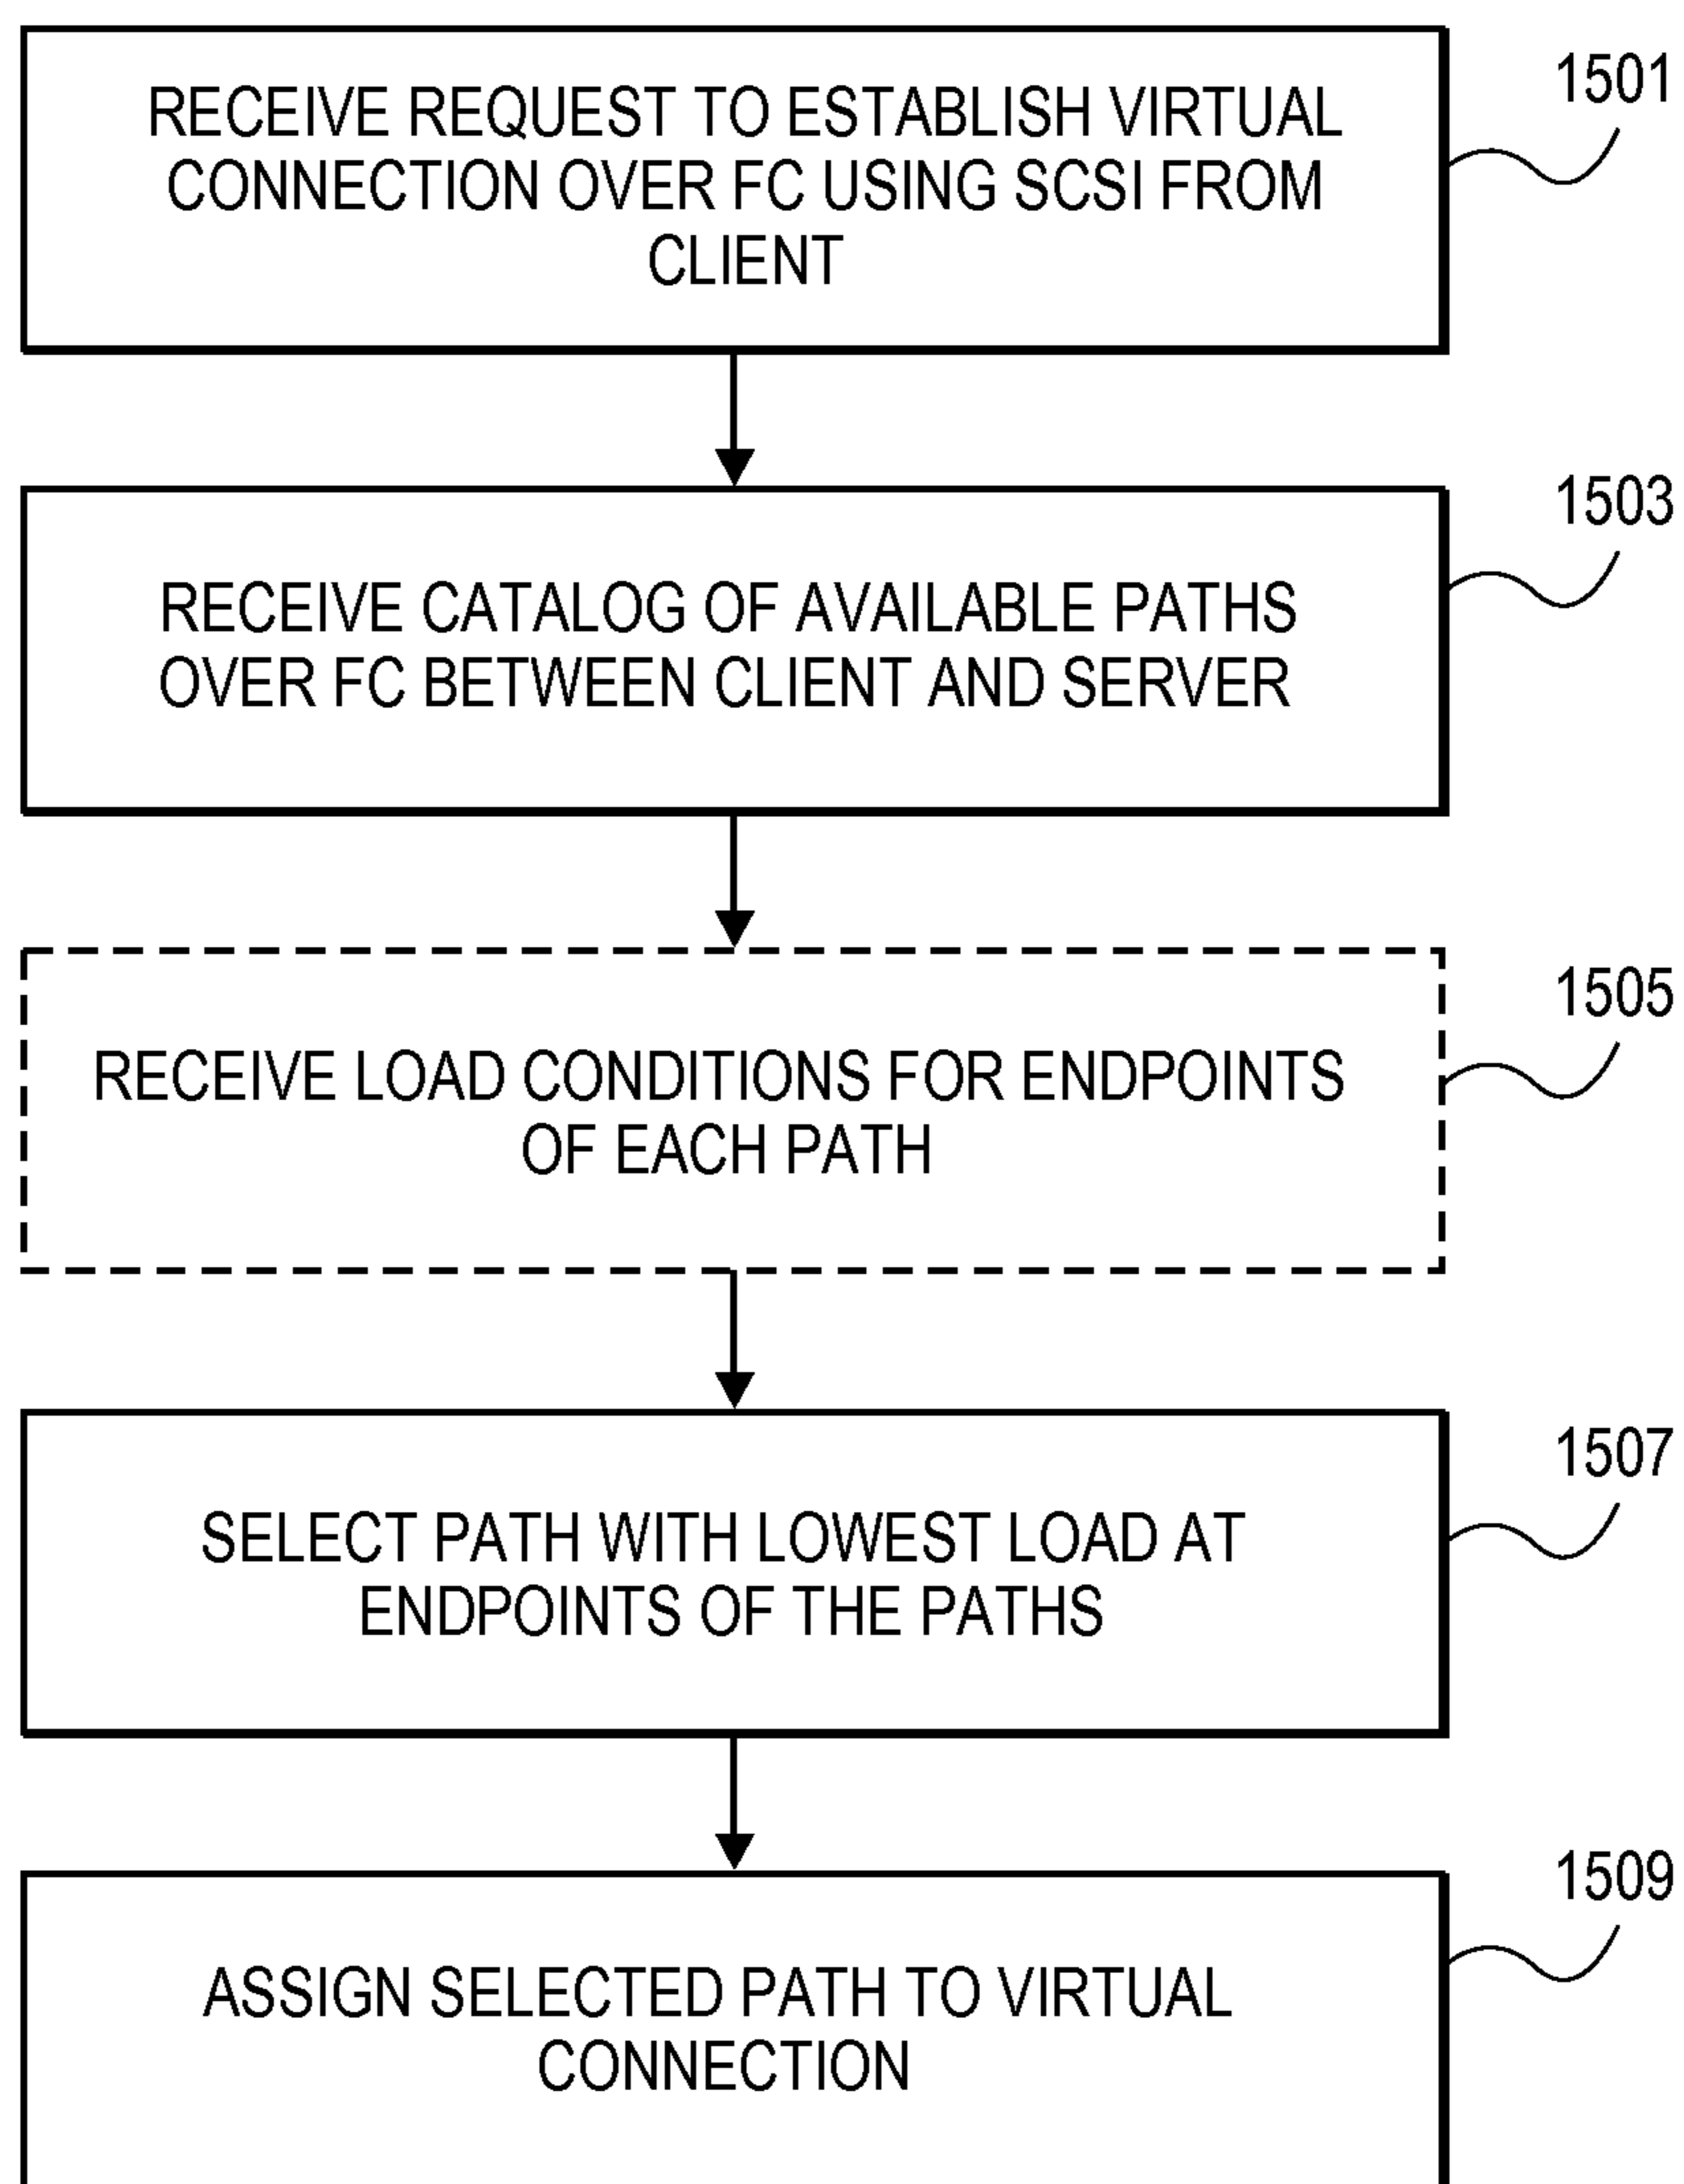 1501
RECEIVE REQUEST TO ESTABLISH VIRTUAL
CONNECTION OVER FC USING SCSI FROM
CLIENT
1503
RECEIVE CATALOG OF AVAILABLE PATHS
OVER FC BETWEEN CLIENT AND SERVER
1505
RECEIVE LOAD CONDITIONS FOR ENDPOINTS
OF EACH PATH
1507
SELECT PATH WITH LOWEST LOAD AT
ENDPOINTS OF THE PATHS
1509
ASSIGN SELECTED PATH TO VIRTUAL
CONNECTION